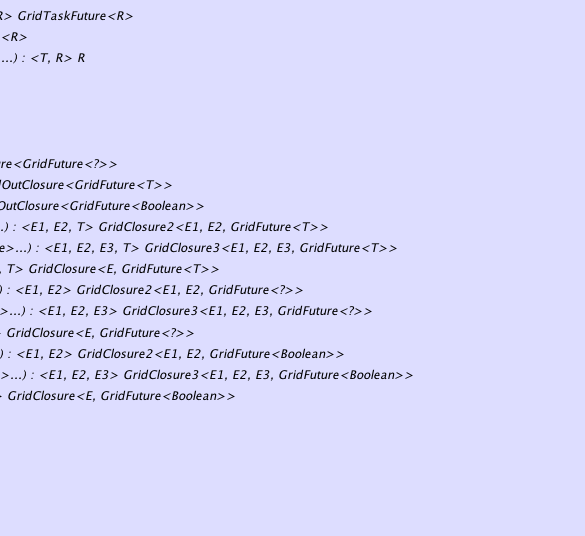 R> GridTaskFuture<R>
<R>
...) : <T, R> R
re<GridFuture<?>>
OutClosure<GridFuture<T>>
OutClosure<GridFuture<Boolean>>
.) : <E1, E2, T> GridClosure2<E1, E2, GridFuture<T>>
e>...) : <E1, E2, E3, T> GridClosure3<E1, E2, E3, GridFuture<T>>
, T> GridClosure<E, GridFuture<T>>
) : <E1, E2> GridClosure2<E1, E2, GridFuture<?>>
>...) : <E1, E2, E3> GridClosure3<E1, E2, E3, GridFuture<?>>
> GridClosure<E, GridFuture<?>>
) : <E1, E2> GridClosure2<E1, E2, GridFuture<Boolean>>
>...) : <E1, E2, E3> GridClosure3<E1, E2, E3, GridFuture<Boolean>>
> GridClosure<E, GridFuture<Boolean>>